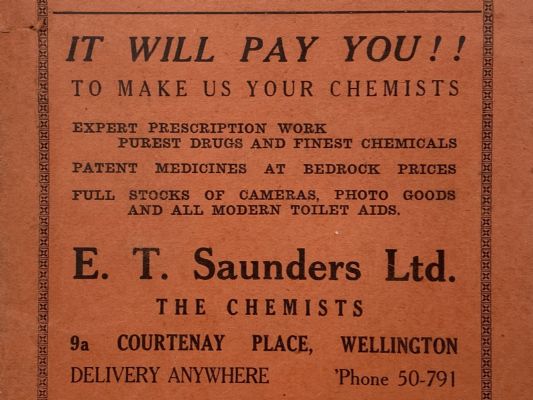 IT WILL PAY YOU!!
TO MAKE US YOUR CHEMISTS
EXPERT PRESCRIPTION WORK
PUREST DRUGS AND FINEST CHEMICALS
PATENT MEDICINES AT BEDROCK PRICES
FULL STOCKS OF CAMERAS, PHOTO GOODS
AND ALL MODERN TOILET AIDS.
E. T. Saunders Ltd.
THE CHEMISTS
9a COURTENAY PLACE, WELLINGTON
DELIVERY ANYWHERE 'Phone 50-791